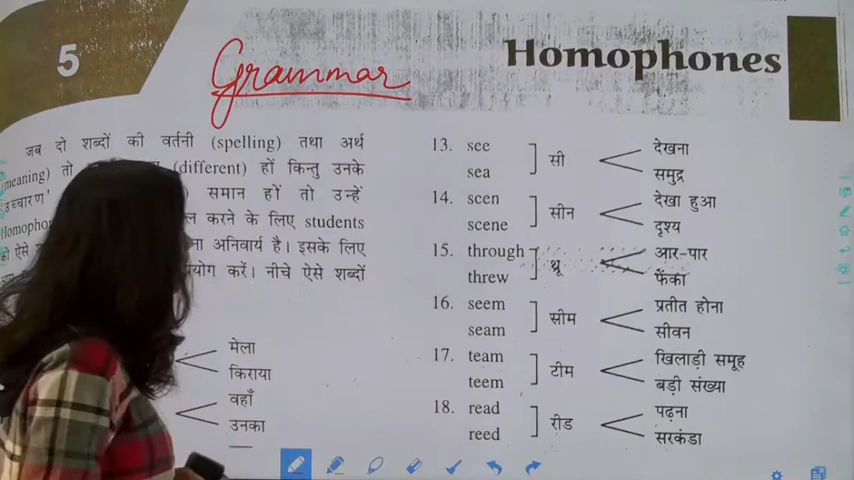 5
Grammar
Homophones
जब दो शब्दों की वर्तनी (spelling) तथा अर्थ
(meaning) तो (different) हों किन्तु उनके
'उच्चारण' समान हों तो उन्हें
करने के लिए students
अनिवार्य है। इसके लिए
करें। नीचे ऐसे शब्दों
मेला
किराया
वहाँ
उनका
13. see
sea
सी
देखना
समुद्र
14. seen
scene
सीन
देखा हुआ
दृश्य
15. through
threw
थ्रू
आर-पार
फेंका
16. seem
seam
सीम
प्रतीत होना
सीवन
17. team
teem
टीम
खिलाड़ी समूह
बड़ी संख्या
18. read
reed
रीड
पढ़ना
सरकंडा